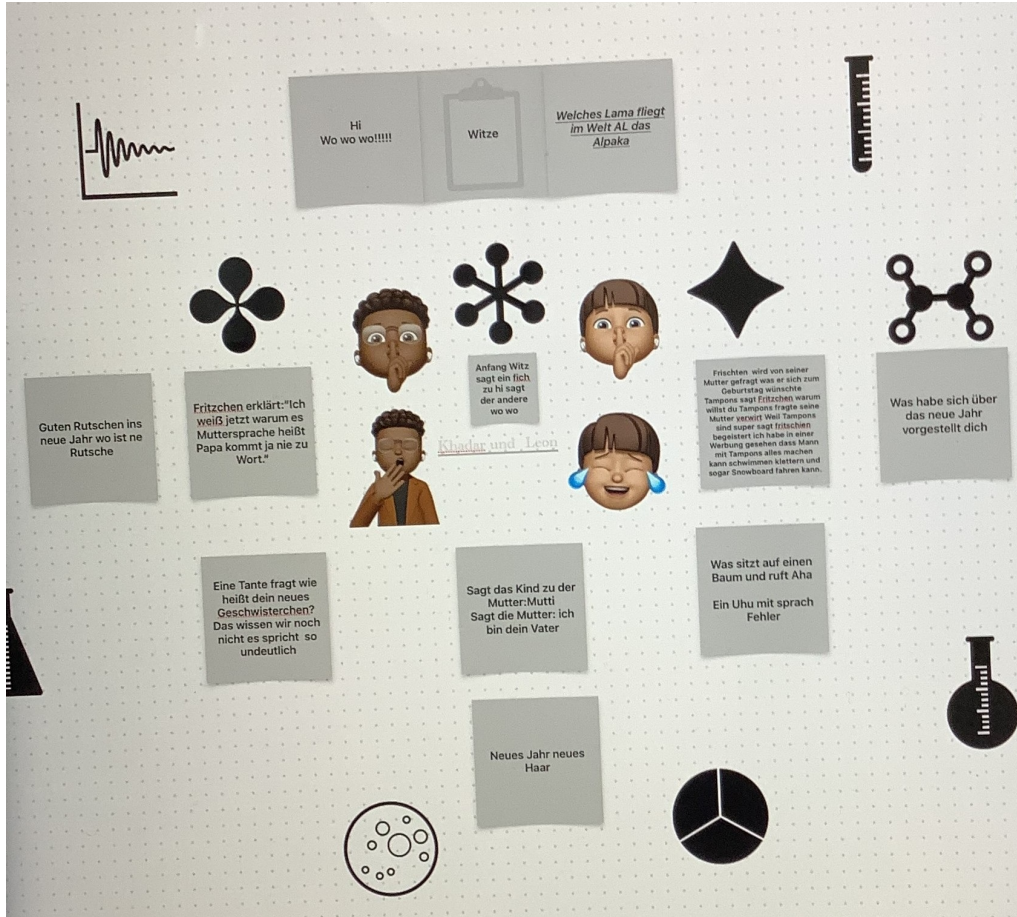 Hi
Wo wo wo!!!!!
Witze
Welches Lama fliegt
im Welt AL das
Alpaka
Guten Rutschen ins
neue Jahr wo ist ne
Rutsche
Fritzchen erklärt:"Ich
weiß jetzt warum es
Muttersprache heißt
Papa kommt ja nie zu
Wort."
Anfang Witz
sagt ein fich
zu hi sagt
der andere
wo wo
Khadar und Leon
Frischten wird von seiner
Mutter gefragt was er sich zum
Geburtstag wünschte
Tampons sagt Fritzchen warum
willst du Tampons fragte seine
Mutter verwirt Weil Tampons
sind super sagt fritschien
begeistert ich habe in einer
Werbung gesehen dass Mann
mit Tampons alles machen
kann schwimmen klettern und
sogar Snowboard fahren kann.
Was habe sich über
das neue Jahr
vorgestellt dich
Eine Tante fragt wie
heißt dein neues
Geschwisterchen?
Das wissen wir noch
nicht es spricht so
undeutlich
Sagt das Kind zu der
Mutter:Mutti
Sagt die Mutter: ich
bin dein Vater
Was sitzt auf einen
Baum und ruft Aha
Ein Uhu mit sprach
Fehler
Neues Jahr neues
Haar